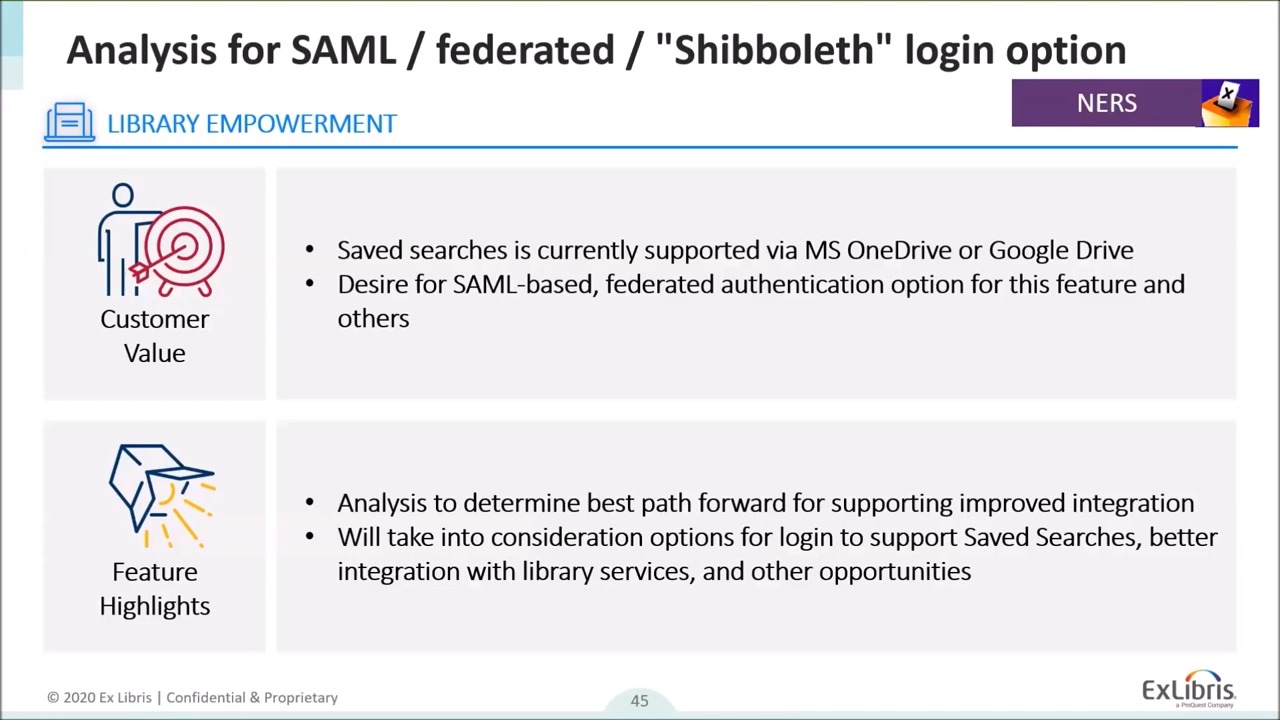 Analysis for SAML / federated / "Shibboleth" login option
NERS
X
LIBRARY EMPOWERMENT
Customer
Value
• Saved searches is currently supported via MS OneDrive or Google Drive
• Desire for SAML-based, federated authentication option for this feature and
others
Feature
Highlights
• Analysis to determine best path forward for supporting improved integration
• Will take into consideration options for login to support Saved Searches, better
integration with library services, and other opportunities
© 2020 Ex Libris | Confidential & Proprietary
45
ExLibris
a ProQuest Company